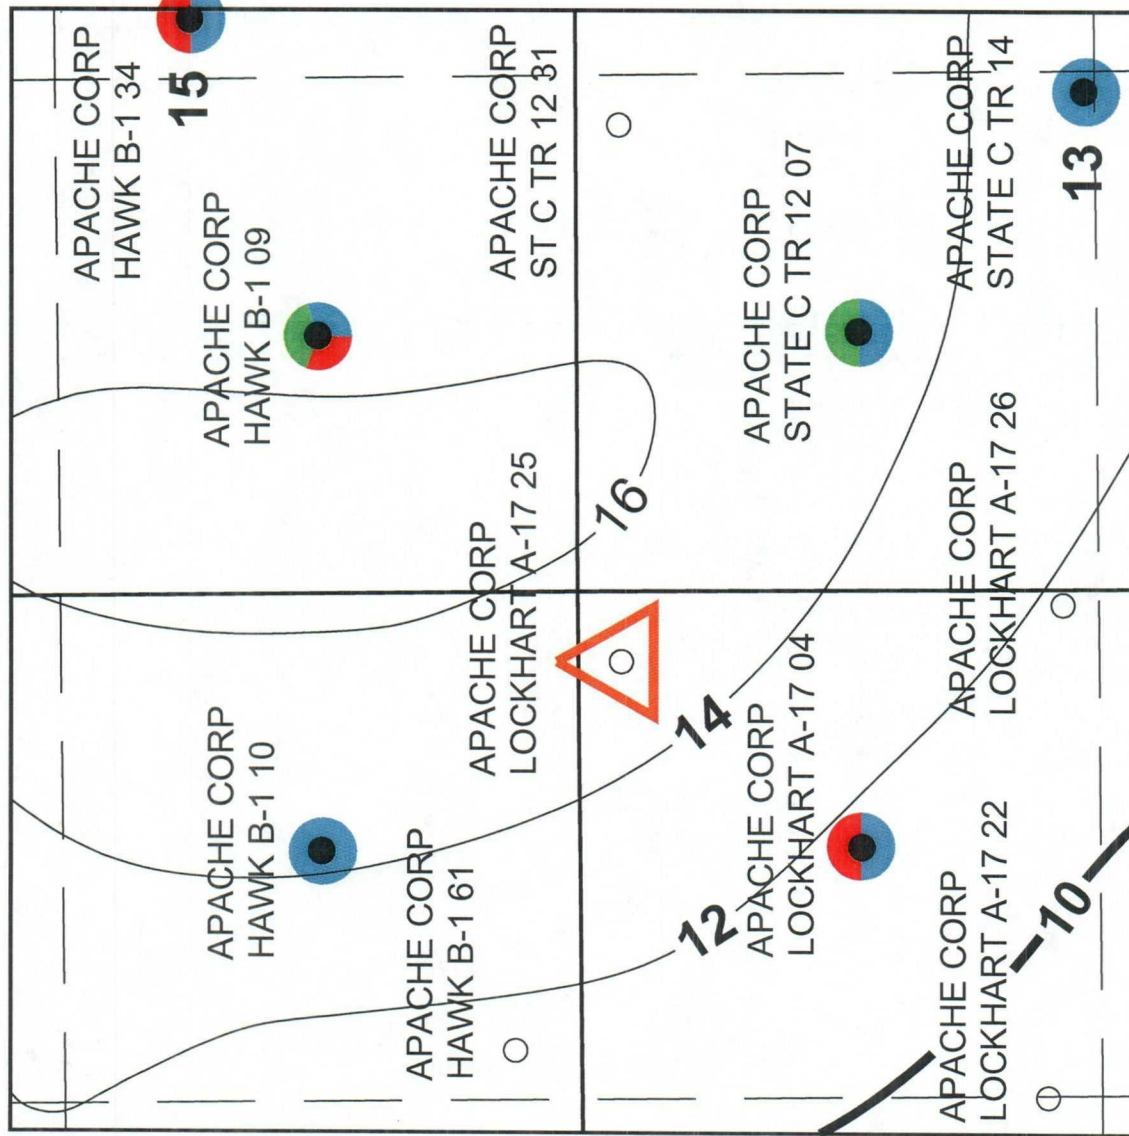 APACHE CORP
HAWK B-1 34
15
APACHE CORP
HAWK B-1 09
APACHE CORP
ST C TR 12 31
APACHE CORP
STATE C TR 12 07
APACHE CORP
STATE C TR 14
13
APACHE CORP
LOCKHART A-17 25
16
APACHE CORP
LOCKHART A-17 26
APACHE CORP
HAWK B-1 10
14
APACHE CORP
LOCKHART A-17 04
APACHE CORP
HAWK B-1 61
12
APACHE CORP
LOCKHART A-17 22
10